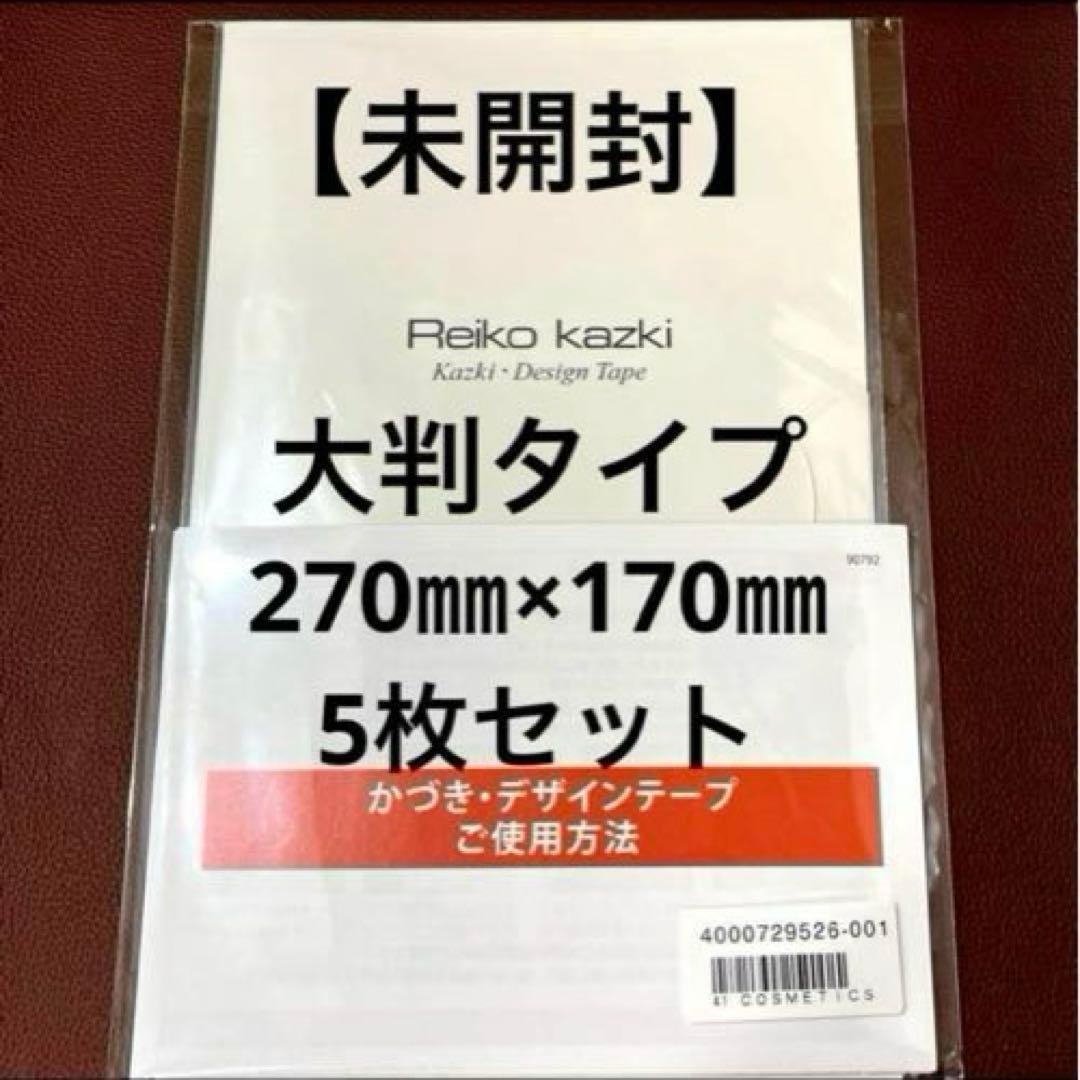 【未開封】
Reiko kazki
Kazki・Design Tape
大判タイプ
90792
270㎜×170㎜
5枚セット
かづき・デザインテープ
ご使用方法
4000729526-001
41 COSMETICS